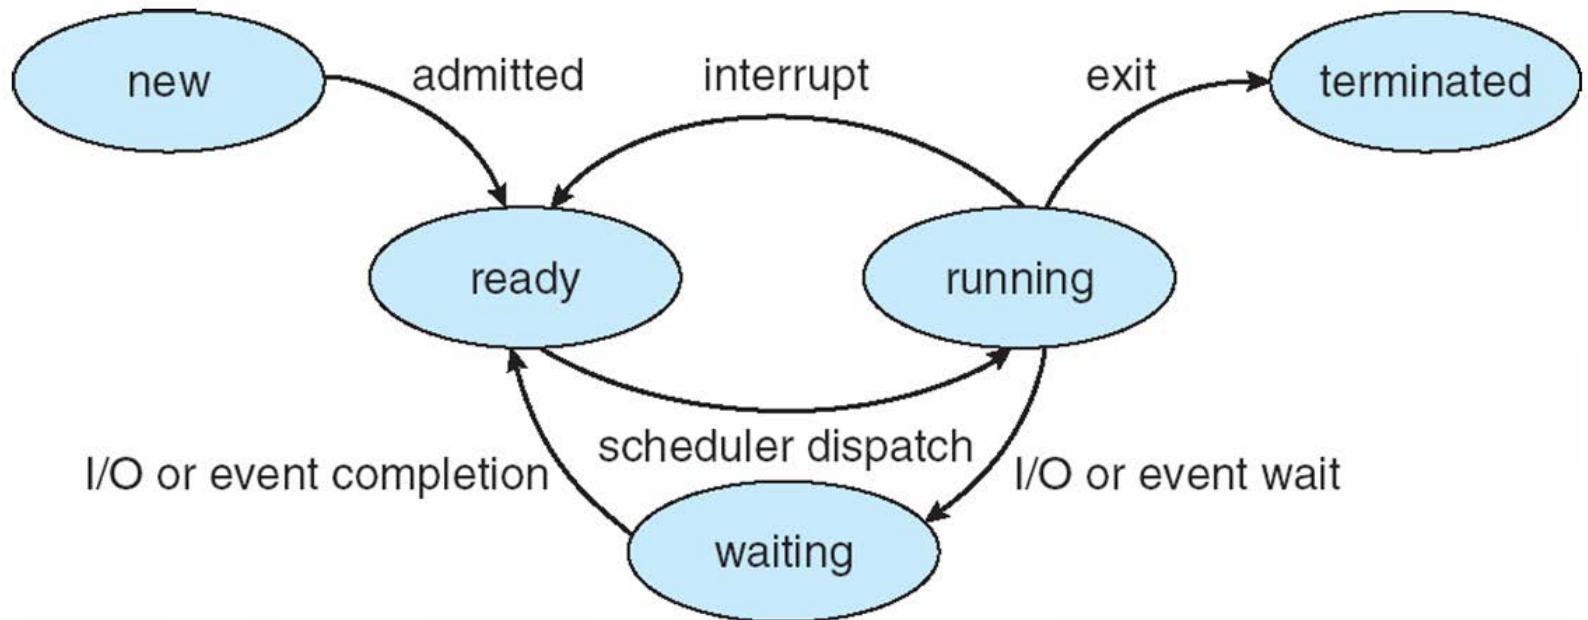 new
admitted
interrupt
exit
terminated
ready
running
scheduler dispatch
I/O or event completion
I/O or event wait
waiting